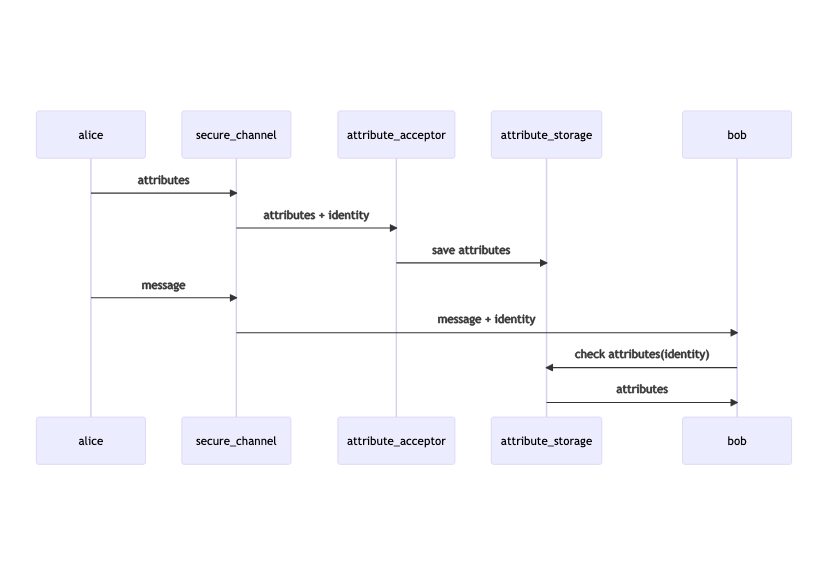 alice
secure_channel
attribute_acceptor
attribute_storage
bob
attributes
attributes + identity
save attributes
message
message + identity
check attributes(identity)
attributes
alice
secure_channel
attribute_acceptor
attribute_storage
bob